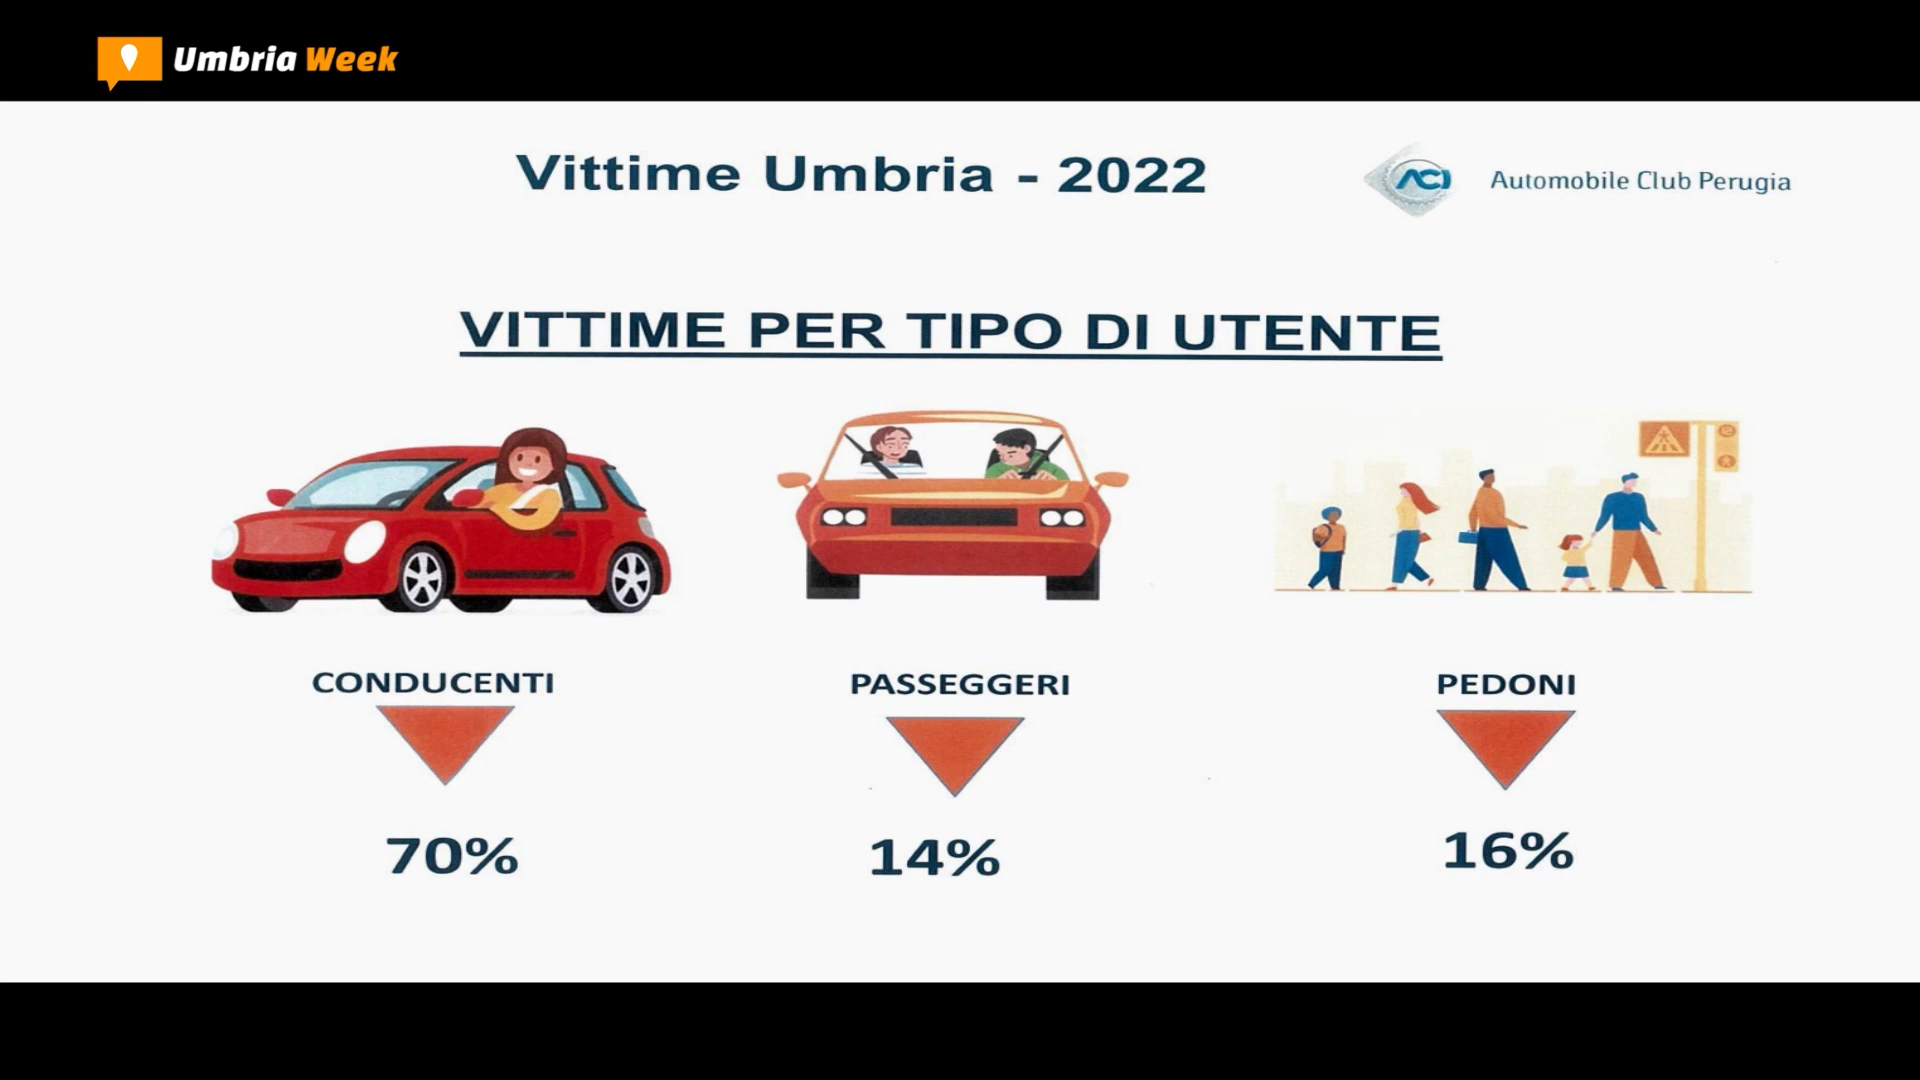 Umbria Week
Vittime Umbria - 2022
ACI Automobile Club Perugia
VITTIME PER TIPO DI UTENTE
CONDUCENTI PASSEGGERI PEDONI
70% 14% 16%